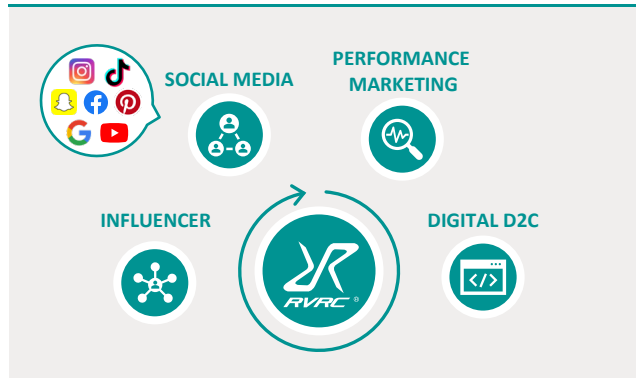 PERFORMANCE
MARKETING
SOCIAL MEDIA
INFLUENCER
DIGITAL D2C
</>
RVRC®